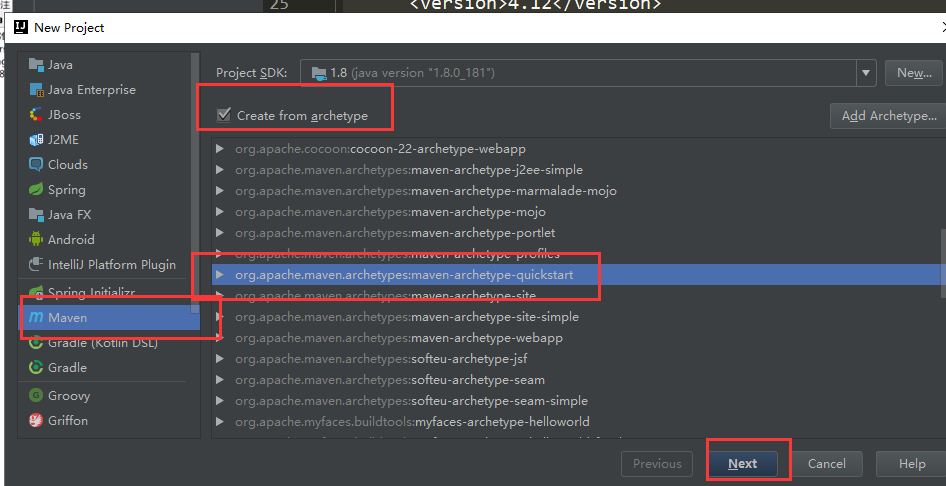 25 <version>4.12</version>
New Project
Java
Java Enterprise
JBoss
J2ME
Clouds
Spring
Java FX
Android
IntelliJ Platform Plugin
Spring Initializr
Maven
Gradle (Kotlin DSL)
Gradle
Groovy
Griffon
Project SDK: 1.8 (java version "1.8.0_181") New...
Create from archetype Add Archetype...
org.apache.cocoon:cocoon-22-archetype-webapp
org.apache.maven.archetypes:maven-archetype-j2ee-simple
org.apache.maven.archetypes:maven-archetype-marmalade-mojo
org.apache.maven.archetypes:maven-archetype-mojo
org.apache.maven.archetypes:maven-archetype-portlet
org.apache.maven.archetypes:maven-archetype-profiles
org.apache.maven.archetypes:maven-archetype-quickstart
org.apache.maven.archetypes:maven-archetype-site
org.apache.maven.archetypes:maven-archetype-site-simple
org.apache.maven.archetypes:maven-archetype-webapp
org.apache.maven.archetypes:softeu-archetype-jsf
org.apache.maven.archetypes:softeu-archetype-seam
org.apache.maven.archetypes:softeu-archetype-seam-simple
org.apache.myfaces.buildtools:myfaces-archetype-helloworld
Previous Next Cancel Help